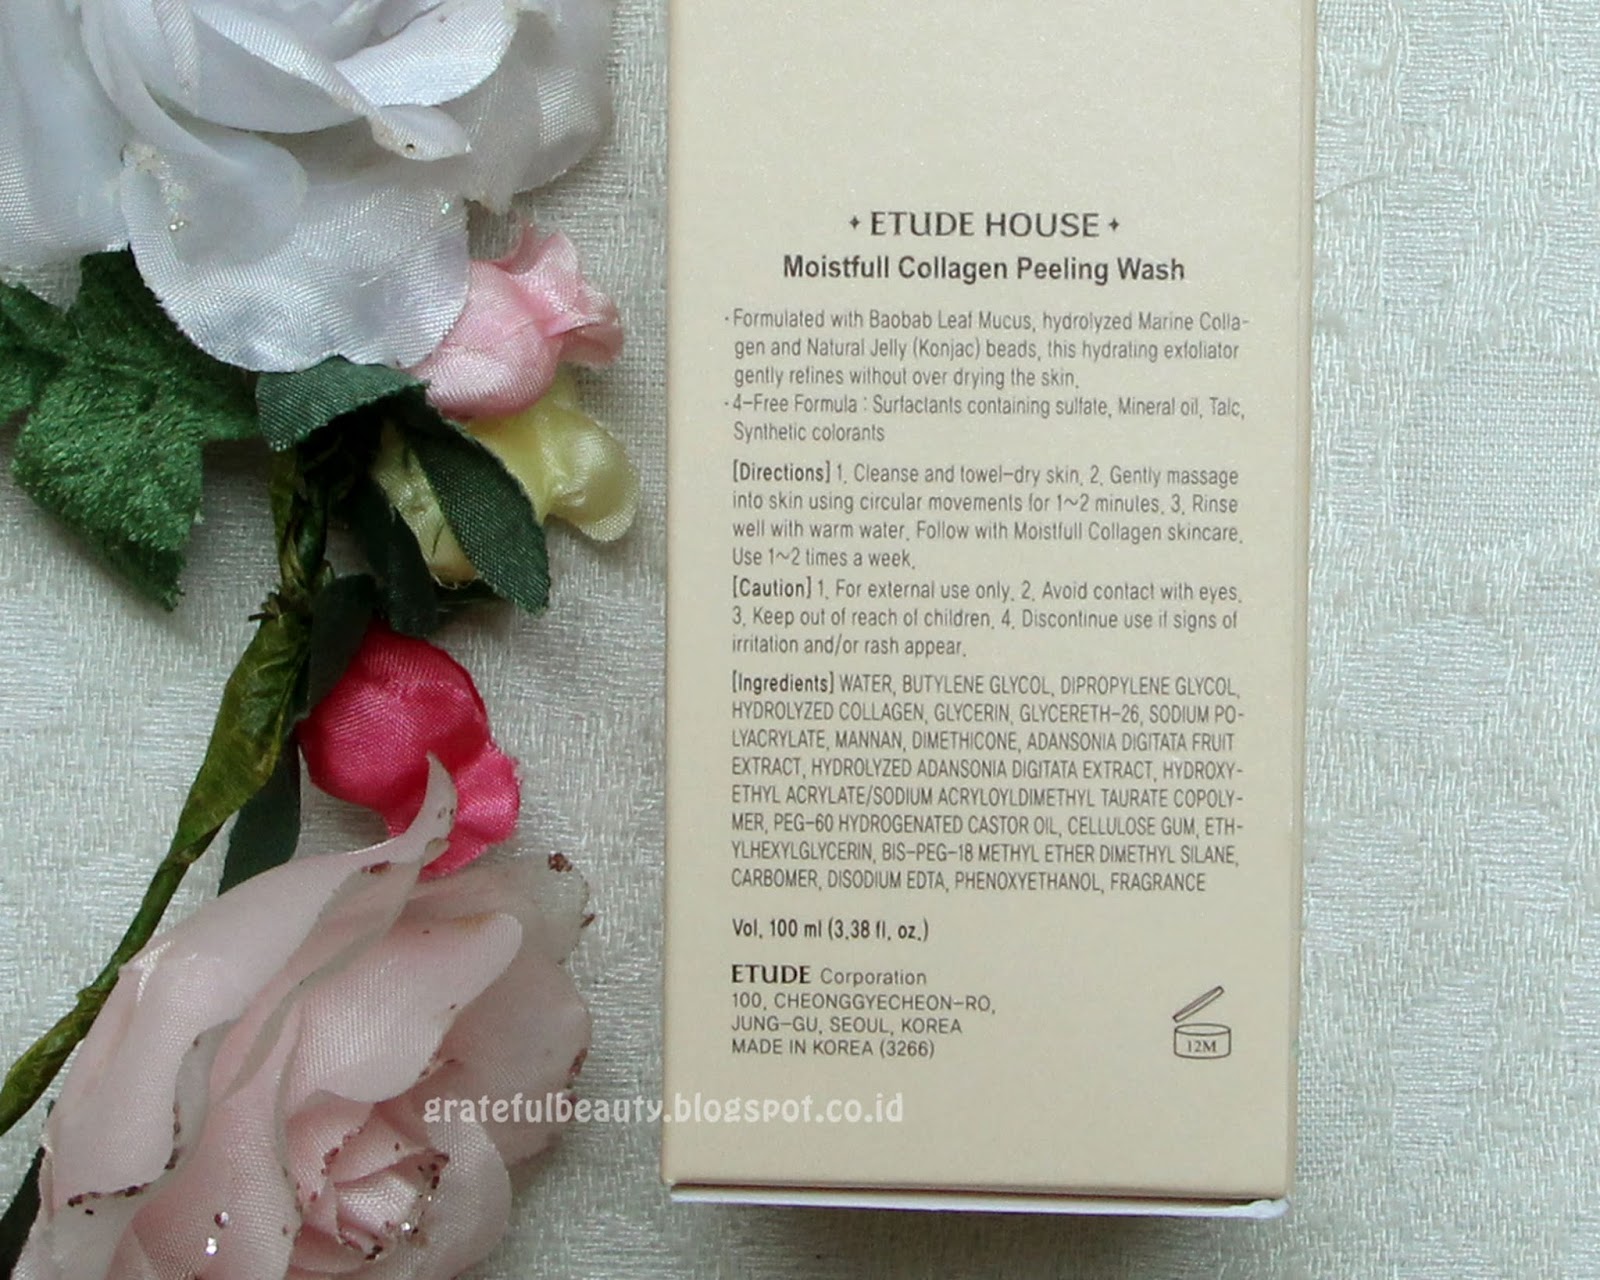 ETUDE HOUSE
Moistfull Collagen Peeling Wash
· Formulated with Baobab Leaf Mucus, hydrolyzed Marine Colla-
gen and Natural Jelly (Konjac) beads, this hydrating exfoliator
gently refines without over drying the skin.
· 4-Free Formula : Surfactants containing sulfate, Mineral oil, Talc,
Synthetic colorants
[Directions] 1. Cleanse and towel-dry skin. 2. Gently massage
into skin using circular movements for 1~2 minutes. 3. Rinse
well with warm water. Follow with Moistfull Collagen skincare.
Use 1~2 times a week.
[Caution] 1. For external use only. 2. Avoid contact with eyes.
3. Keep out of reach of children. 4. Discontinue use if signs of
irritation and/or rash appear.
[Ingredients] WATER, BUTYLENE GLYCOL, DIPROPYLENE GLYCOL,
HYDROLYZED COLLAGEN, GLYCERIN, GLYCERETH-26, SODIUM PO-
LYACRYLATE, MANNAN, DIMETHICONE, ADANSONIA DIGITATA FRUIT
EXTRACT, HYDROLYZED ADANSONIA DIGITATA EXTRACT, HYDROXY-
ETHYL ACRYLATE/SODIUM ACRYLOYLDIMETHYL TAURATE COPOLY-
MER, PEG-60 HYDROGENATED CASTOR OIL, CELLULOSE GUM, ETH-
YLHEXYLGLYCERIN, BIS-PEG-18 METHYL ETHER DIMETHYL SILANE,
CARBOMER, DISODIUM EDTA, PHENOXYETHANOL, FRAGRANCE
Vol. 100 ml (3.38 fl. oz.)
ETUDE Corporation
100, CHEONGGYECHEON-RO,
JUNG-GU, SEOUL, KOREA
MADE IN KOREA (3266)
12M
gratefulbeauty.blogspot.co.id